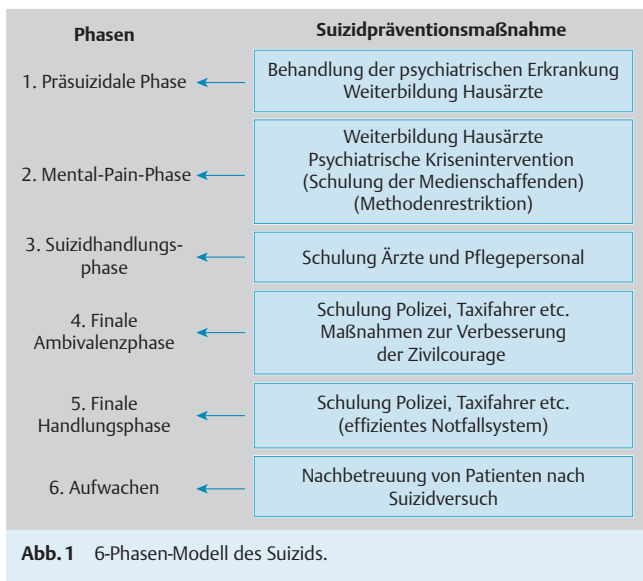 Phasen
Suizidpräventionsmaßnahme
1. Präsuizidale Phase
Behandlung der psychiatrischen Erkrankung
Weiterbildung Hausärzte
2. Mental-Pain-Phase
Weiterbildung Hausärzte
Psychiatrische Krisenintervention
(Schulung der Medienschaffenden)
(Methodenrestriktion)
3. Suizidhandlungs-
phase
Schulung Ärzte und Pflegepersonal
4. Finale
Ambivalenzphase
Schulung Polizei, Taxifahrer etc.
Maßnahmen zur Verbesserung
der Zivilcourage
5. Finale
Handlungsphase
Schulung Polizei, Taxifahrer etc.
(effizientes Notfallsystem)
6. Aufwachen
Nachbetreuung von Patienten nach
Suizidversuch
Abb. 1 6-Phasen-Modell des Suizids.